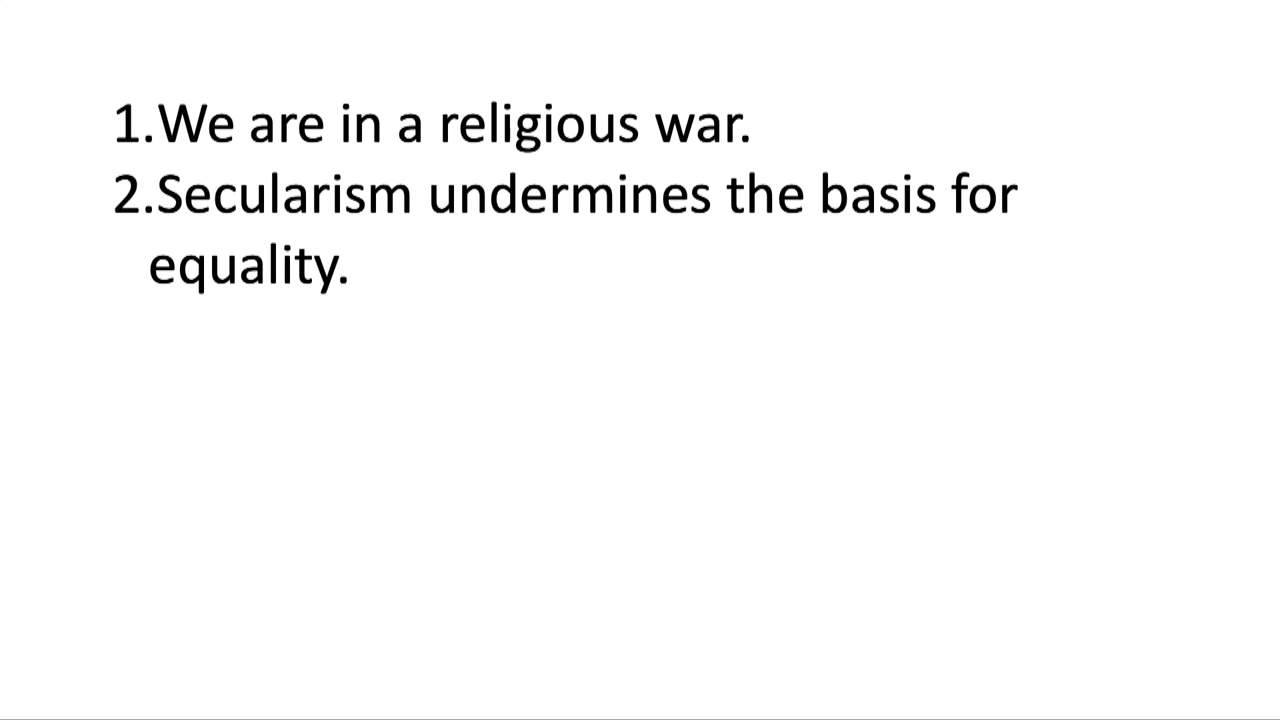 1.We are in a religious war.
2.Secularism undermines the basis for
equality.